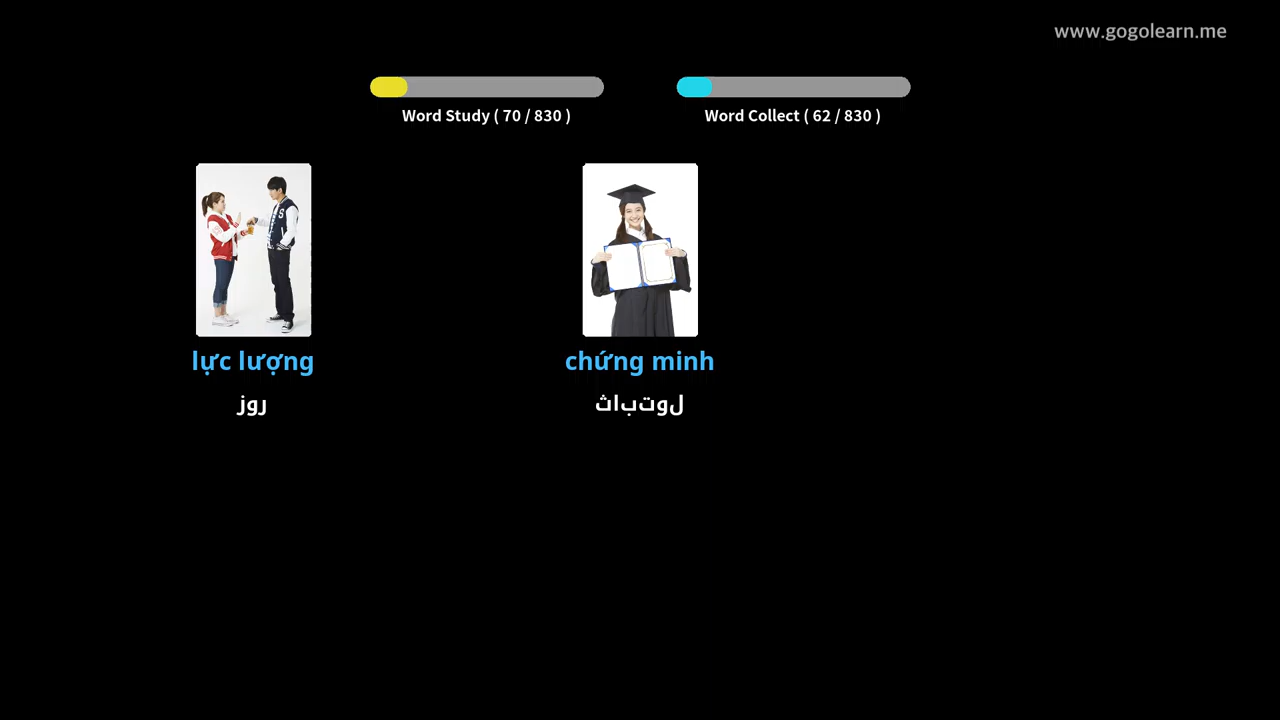 www.gogolearn.me
Word Study ( 70 / 830 )
Word Collect ( 62 / 830 )
lực lượng
روز
chứng minh
لوتباث